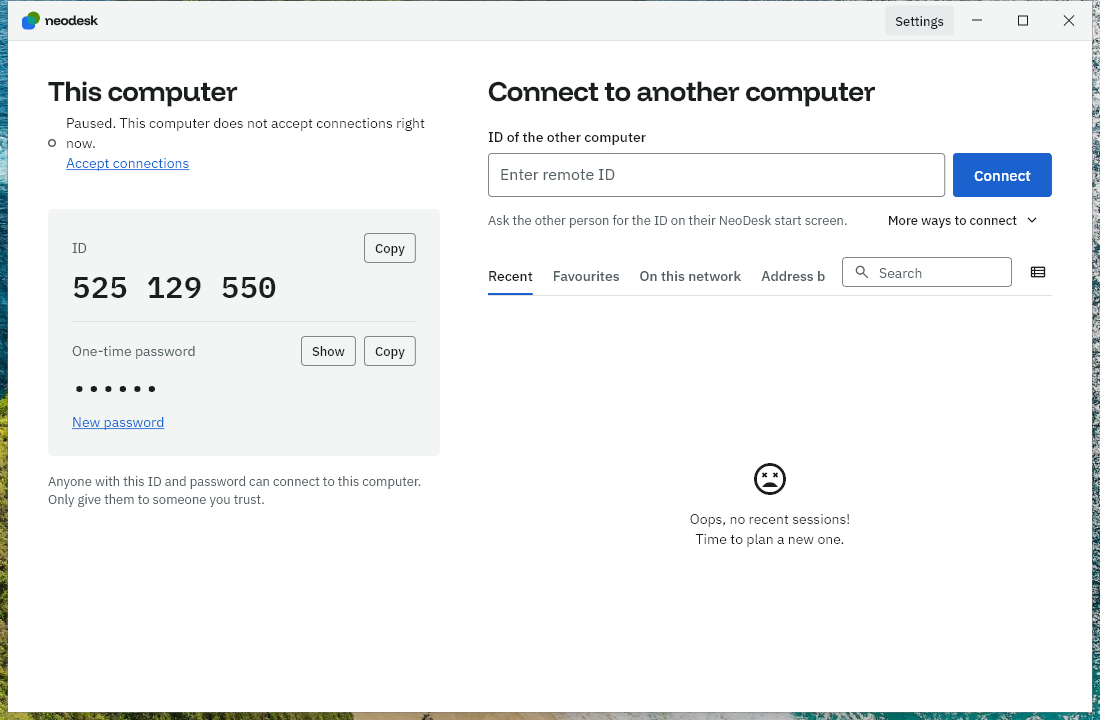 neodesk
Settings
This computer
Paused. This computer does not accept connections right
now.
Accept connections
ID
Copy
525 129 550
One-time password
Show
Copy
New password
Anyone with this ID and password can connect to this computer.
Only give them to someone you trust.
Connect to another computer
ID of the other computer
Enter remote ID
Connect
Ask the other person for the ID on their NeoDesk start screen.
More ways to connect
Recent
Favourites
On this network
Address b
Search
Oops, no recent sessions!
Time to plan a new one.